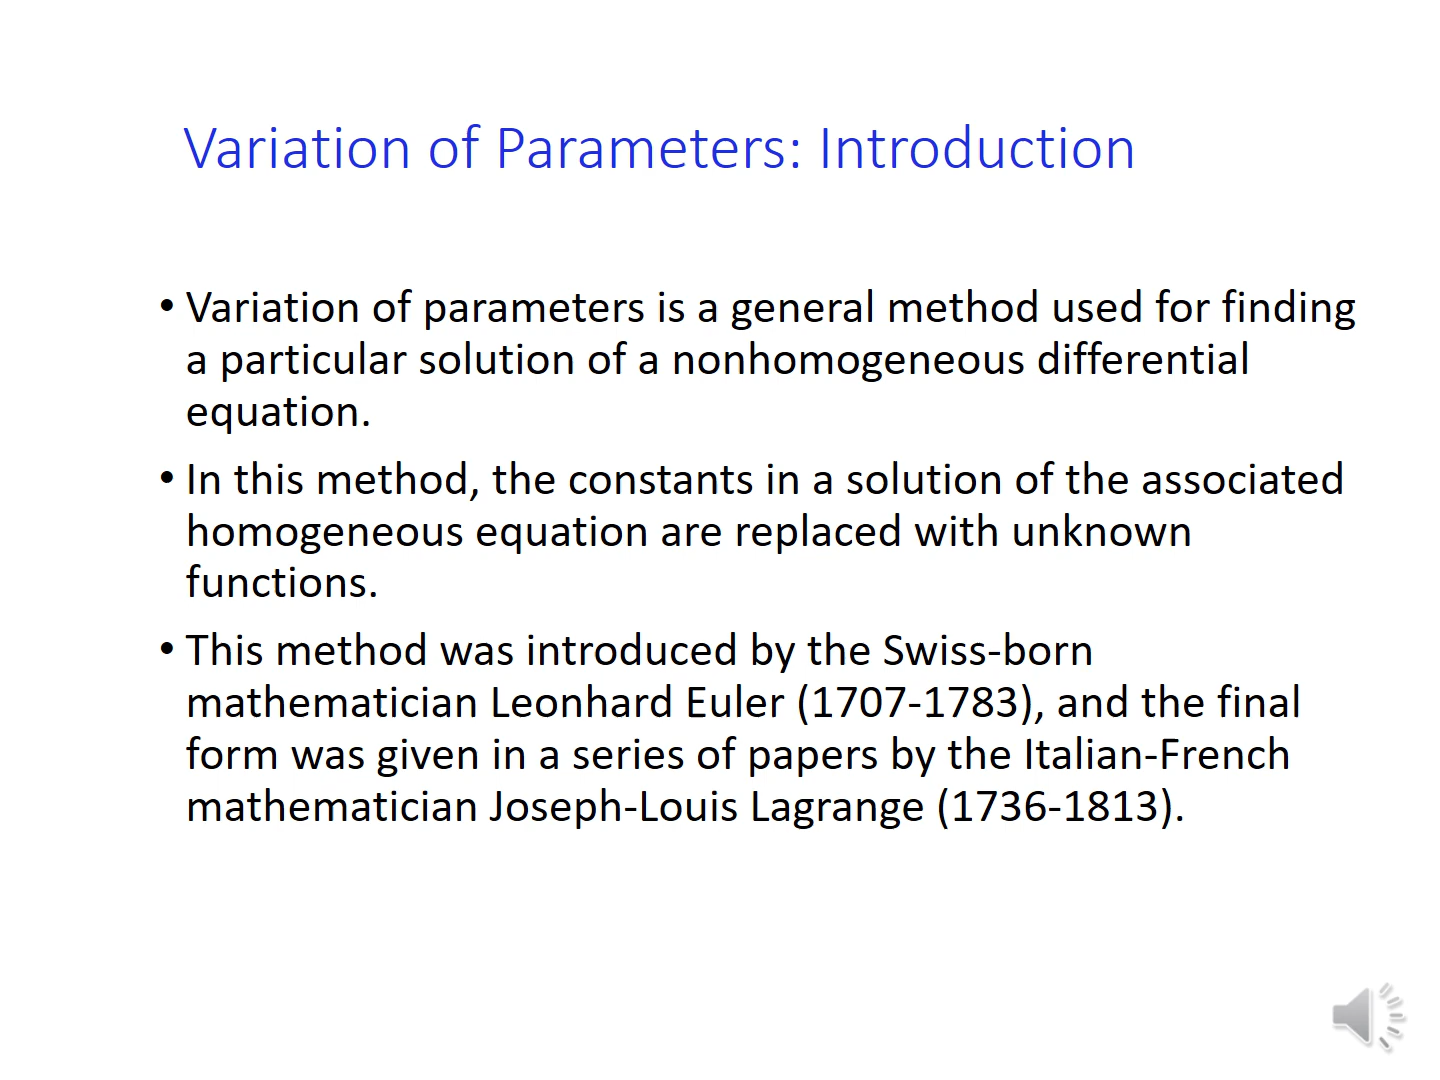 Variation of Parameters: Introduction
• Variation of parameters is a general method used for finding
a particular solution of a nonhomogeneous differential
equation.
• In this method, the constants in a solution of the associated
homogeneous equation are replaced with unknown
functions.
• This method was introduced by the Swiss-born
mathematician Leonhard Euler (1707-1783), and the final
form was given in a series of papers by the Italian-French
mathematician Joseph-Louis Lagrange (1736-1813).